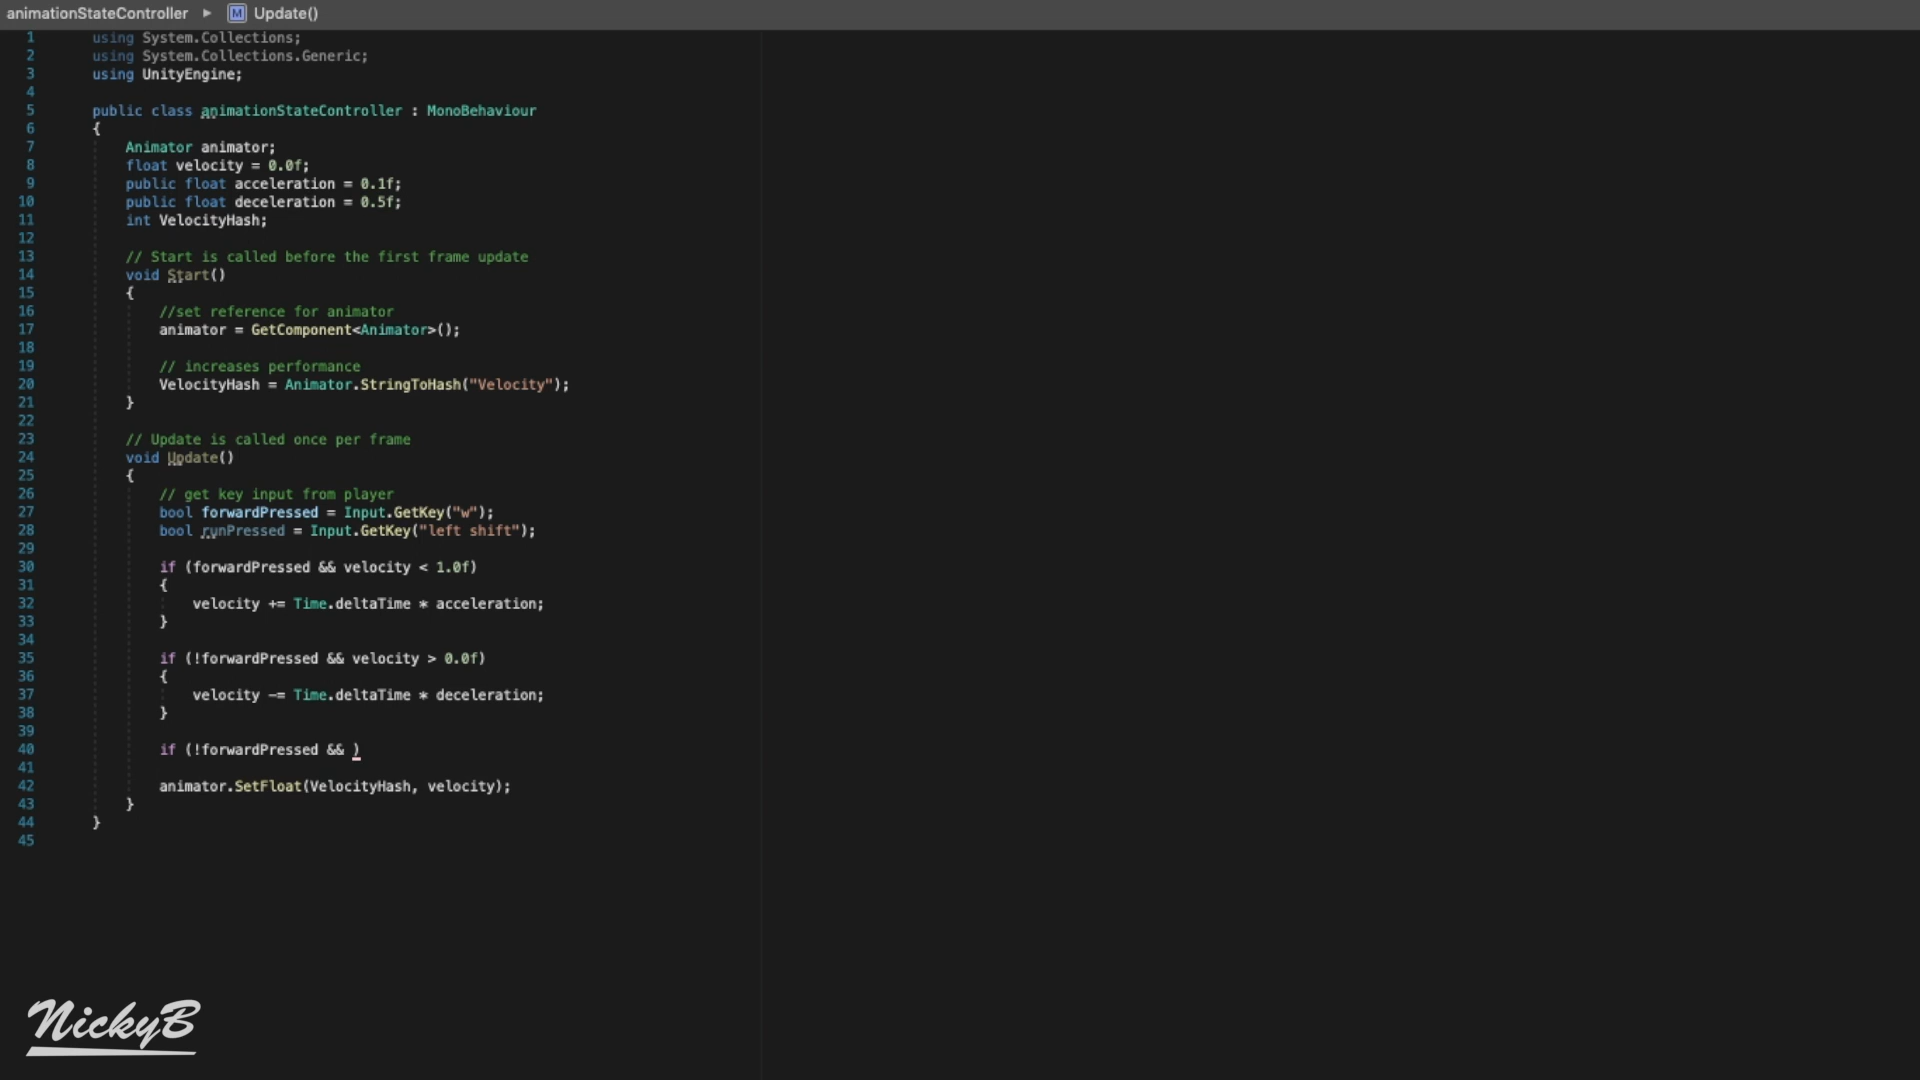 animationStateController ▶ M Update()
1 using System.Collections;
2 using System.Collections.Generic;
3 using UnityEngine;
4
5 public class animationStateController : MonoBehaviour
6 {
7 Animator animator;
8 float velocity = 0.0f;
9 public float acceleration = 0.1f;
10 public float deceleration = 0.5f;
11 int VelocityHash;
12
13 // Start is called before the first frame update
14 void Start()
15 {
16 //set reference for animator
17 animator = GetComponent<Animator>();
18
19 // increases performance
20 VelocityHash = Animator.StringToHash("Velocity");
21 }
22
23 // Update is called once per frame
24 void Update()
25 {
26 // get key input from player
27 bool forwardPressed = Input.GetKey("w");
28 bool runPressed = Input.GetKey("left shift");
29
30 if (forwardPressed && velocity < 1.0f)
31 {
32 velocity += Time.deltaTime * acceleration;
33 }
34
35 if (!forwardPressed && velocity > 0.0f)
36 {
37 velocity -= Time.deltaTime * deceleration;
38 }
39
40 if (!forwardPressed && )
41
42 animator.SetFloat(VelocityHash, velocity);
43 }
44 }
45
NickyB